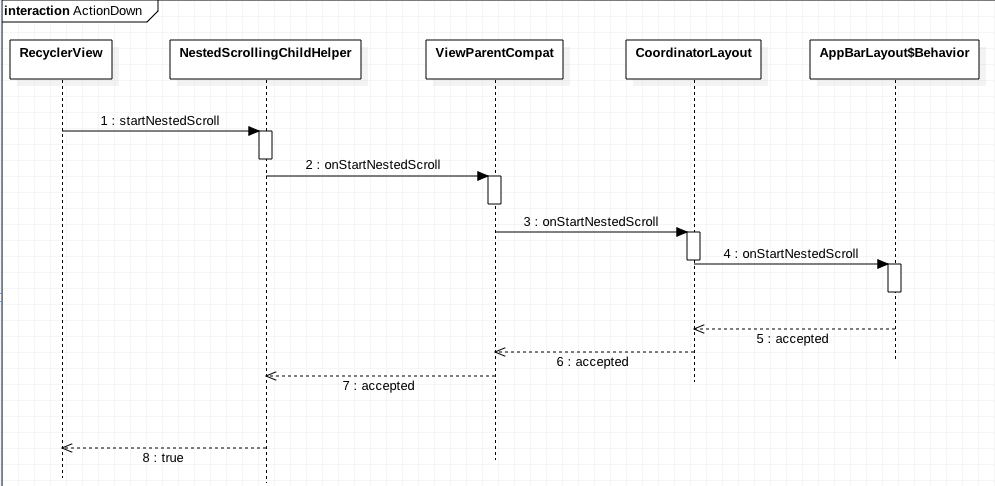 interaction ActionDown
RecyclerView
NestedScrollingChildHelper
ViewParentCompat
CoordinatorLayout
AppBarLayout$Behavior
1 : startNestedScroll
2 : onStartNestedScroll
3 : onStartNestedScroll
4 : onStartNestedScroll
5 : accepted
6 : accepted
7 : accepted
8 : true